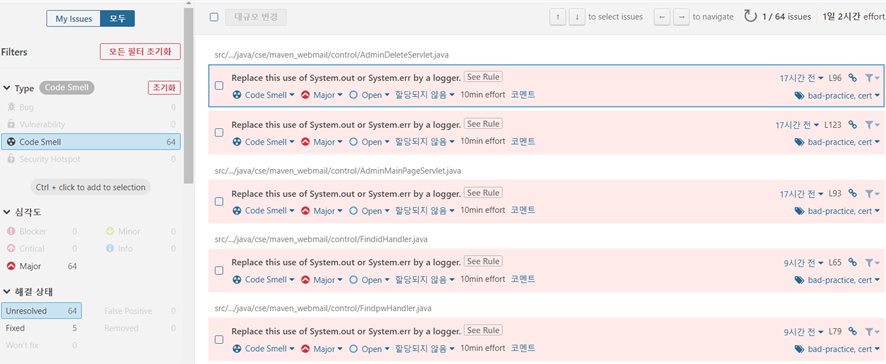 My Issues 모두
Filters 모든 필터 초기화
Type Code Smell 초기화
Bug 0
Vulnerability 0
Code Smell 64
Security Hotspot 0
Ctrl + click to add to selection
심각도
Blocker 0 Minor 0
Critical 0 Info 0
Major 64
해결 상태
Unresolved 64 False Positive 0
Fixed 5 Removed 0
Won't fix 0
대규모 변경 ↑ ↓ to select issues ← → to navigate 1 / 64 issues 1일 2시간 effort
src/.../java/cse/maven_webmail/control/AdminDeleteServlet.java
Replace this use of System.out or System.err by a logger. See Rule 17시간 전 L96
Code Smell Major Open 할당되지 않음 10min effort 코멘트 bad-practice, cert
Replace this use of System.out or System.err by a logger. See Rule 17시간 전 L123
Code Smell Major Open 할당되지 않음 10min effort 코멘트 bad-practice, cert
src/.../java/cse/maven_webmail/control/AdminMainPageServlet.java
Replace this use of System.out or System.err by a logger. See Rule 17시간 전 L93
Code Smell Major Open 할당되지 않음 10min effort 코멘트 bad-practice, cert
src/.../java/cse/maven_webmail/control/FindidHandler.java
Replace this use of System.out or System.err by a logger. See Rule 9시간 전 L65
Code Smell Major Open 할당되지 않음 10min effort 코멘트 bad-practice, cert
src/.../java/cse/maven_webmail/control/FindpwHandler.java
Replace this use of System.out or System.err by a logger. See Rule 9시간 전 L79
Code Smell Major Open 할당되지 않음 10min effort 코멘트 bad-practice, cert